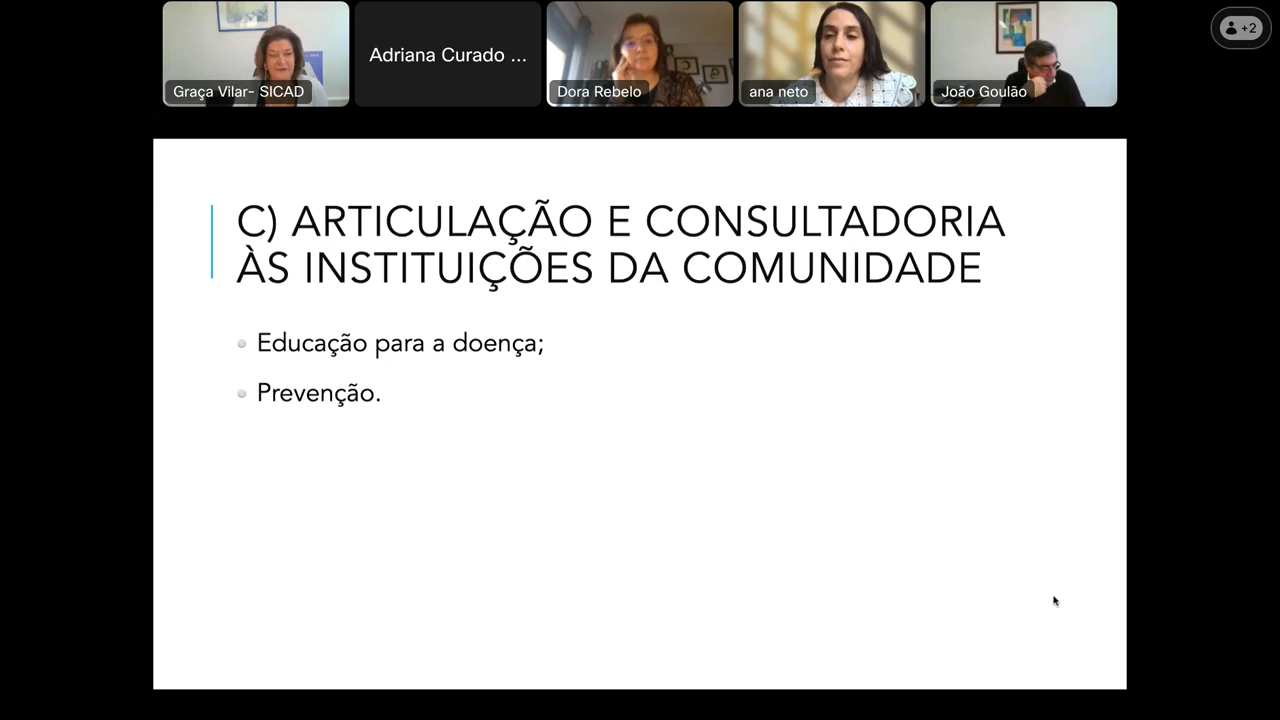 Graça Vilar- SICAD
Adriana Curado ...
Dora Rebelo
ana neto
João Goulão
+2
C) ARTICULAÇÃO E CONSULTADORIA
ÀS INSTITUIÇÕES DA COMUNIDADE
Educação para a doença;
Prevenção.